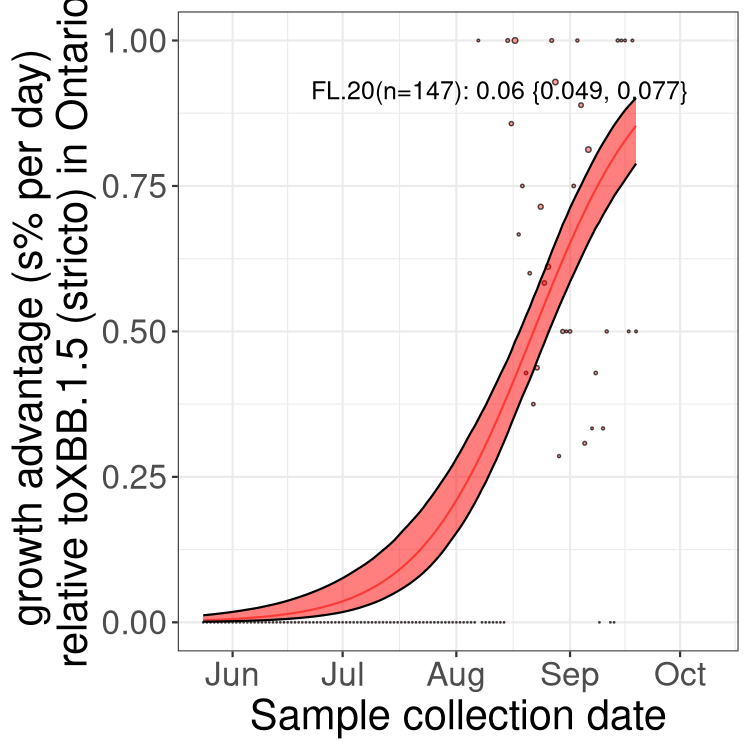 growth advantage (s% per day)
relative toXBB.1.5 (stricto) in Ontario
1.00
0.75
0.50
0.25
0.00
FL.20(n=147): 0.06 {0.049, 0.077}
Jun Jul Aug Sep Oct
Sample collection date